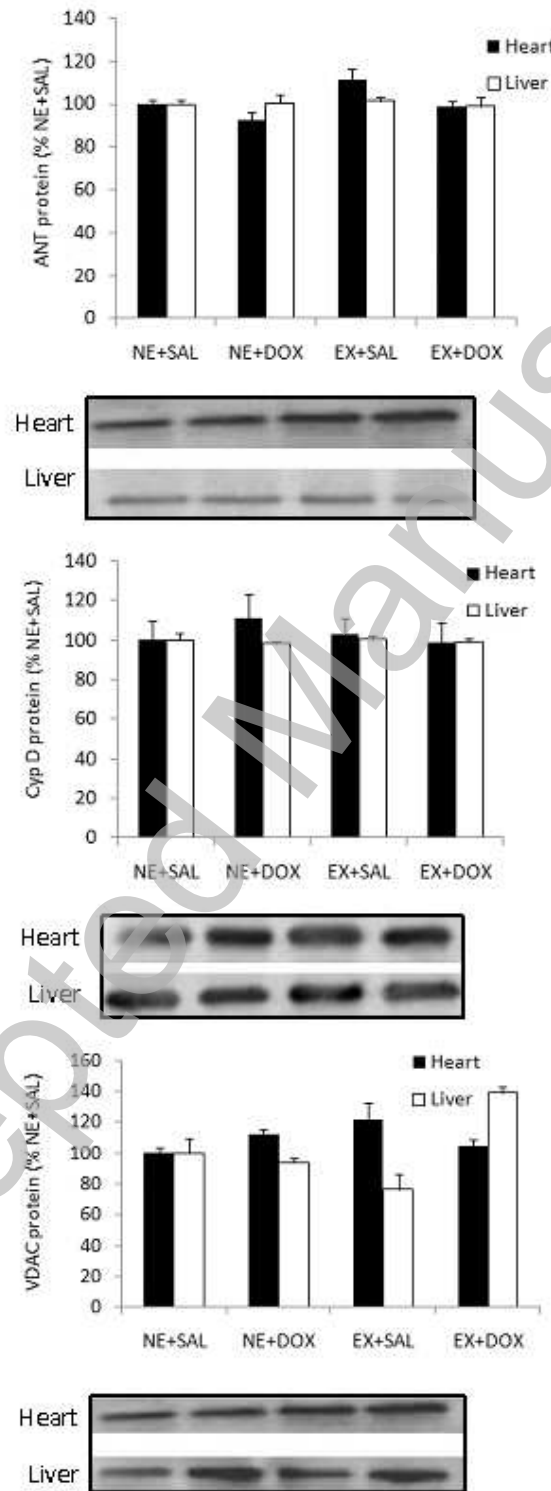 140
120
100
80
60
40
20
0
ANT protein (% NE+SAL)
Heart
Liver
NE+SAL NE+DOX EX+SAL EX+DOX
Heart
Liver
140
120
100
80
60
40
20
0
Cyp D protein (% NE+SAL)
Heart
Liver
NE+SAL NE+DOX EX+SAL EX+DOX
Heart
Liver
160
140
120
100
80
60
40
20
0
VDAC protein (% NE+SAL)
Heart
Liver
NE+SAL NE+DOX EX+SAL EX+DOX
Heart
Liver
epted Manus